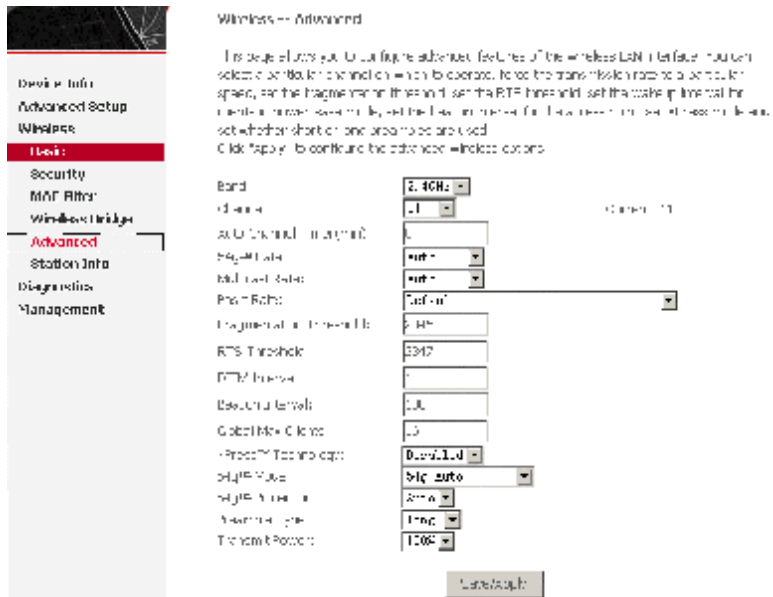 Wireless -- Advanced
This page allows you to configure advanced features of the wireless LAN interface. You can
select a particular channel on which to operate, force the transmission rate to a particular
speed, set the fragmentation threshold, set the RTS threshold, set the wakeup interval for
clients in power-save mode, set the beacon interval for the access point, set XPress mode and
set whether short or long preambles are used.
Click "Apply" to configure the advanced wireless options.
Device Info
Advanced Setup
Wireless
Basic
Security
MAC Filter
Wireless Bridge
Advanced
Station Info
Diagnostics
Management
Band: 2.4GHz
Channel: Current: 11
Auto Channel Timer(min)
54g™ Rate: Auto
Multicast Rate: Auto
Basic Rate: Default
Fragmentation Threshold: 2346
RTS Threshold: 2347
DTIM Interval:
Beacon Interval: 100
Global Max Clients: 16
XPress™ Technology: Disabled
54g™ Mode: 54g Auto
54g™ Protection: Auto
Preamble Type: long
Transmit Power: 100%
Save/Apply